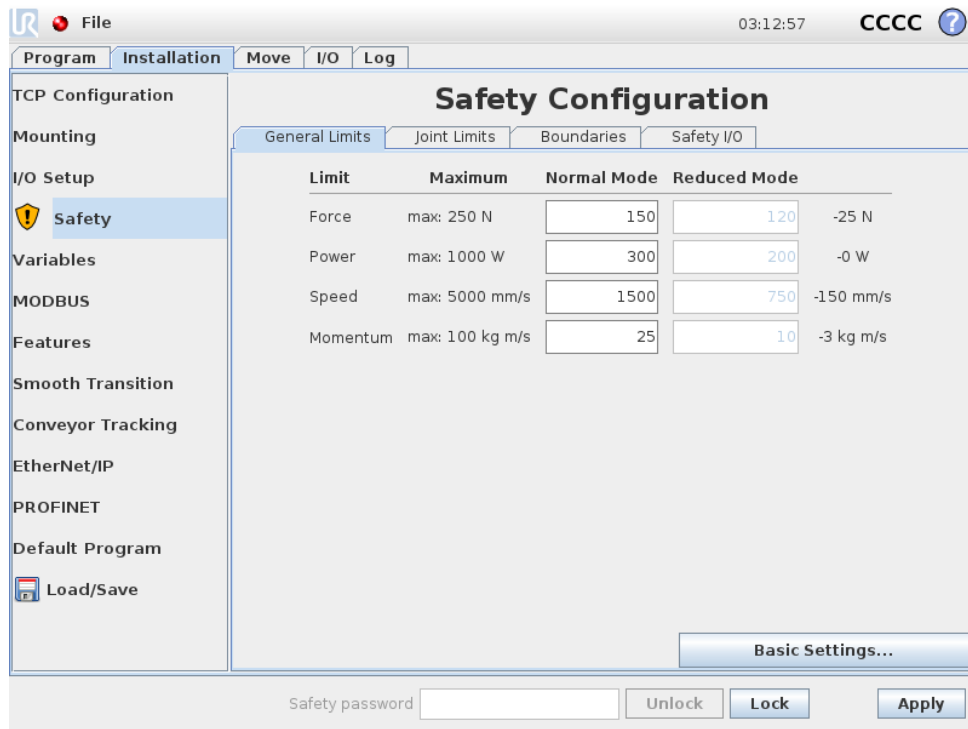 UR File 03:12:57 CCCC ?
Program Installation Move I/O Log
TCP Configuration
Mounting
I/O Setup
Safety
Variables
MODBUS
Features
Smooth Transition
Conveyor Tracking
EtherNet/IP
PROFINET
Default Program
Load/Save
Safety Configuration
General Limits Joint Limits Boundaries Safety I/O
Limit Maximum Normal Mode Reduced Mode
Force max: 250 N 150 120 -25 N
Power max: 1000 W 300 200 -0 W
Speed max: 5000 mm/s 1500 750 -150 mm/s
Momentum max: 100 kg m/s 25 10 -3 kg m/s
Basic Settings...
Safety password Unlock Lock Apply